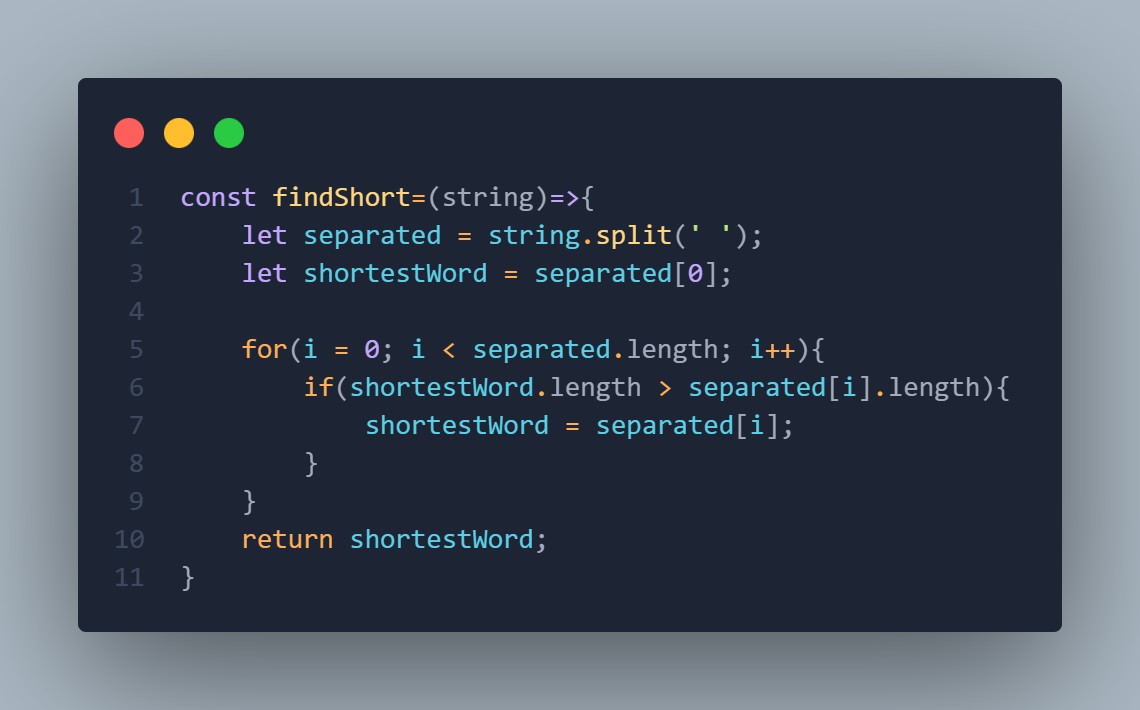 1 const findShort=(string)=>{
2     let separated = string.split(' ');
3     let shortestWord = separated[0];
4
5     for(i = 0; i < separated.length; i++){
6         if(shortestWord.length > separated[i].length){
7             shortestWord = separated[i];
8         }
9     }
10     return shortestWord;
11 }